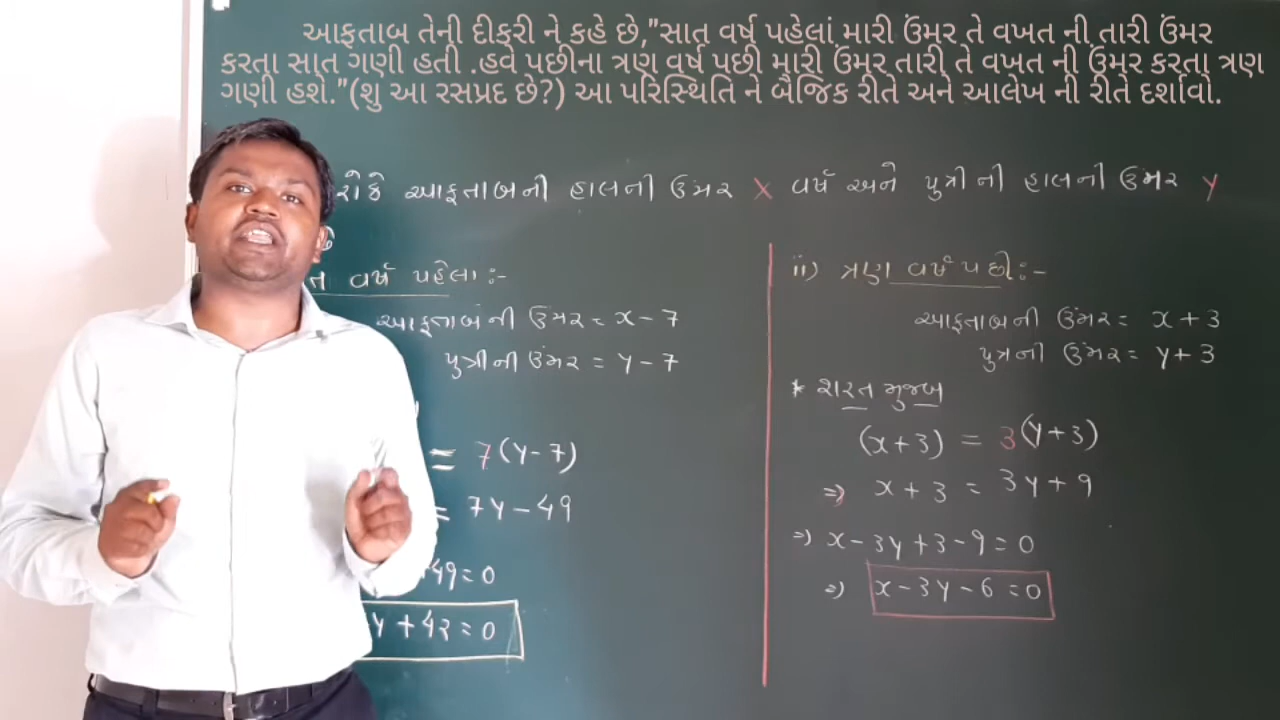 આફતાબ તેની દીકરી ને કહે છે,"સાત વર્ષ પહેલાં મારી ઉંમર તે વખત ની તારી ઉંમર
કરતા સાત ગણી હતી .હવે પછીના ત્રણ વર્ષ પછી મારી ઉંમર તારી તે વખત ની ઉંમર કરતા ત્રણ
ગણી હશે."(શુ આ રસપ્રદ છે?) આ પરિસ્થિતિ ને બૈજિક રીતે અને આલેખ ની રીતે દર્શાવો.
આફતાબની હાલની ઉંમર x વર્ષ અને પુત્રીની હાલની ઉંમર y
વર્ષ પહેલા :-
આફતાબની ઉંમર = x - 7
પુત્રીની ઉંમર = y - 7
= 7(y-7)
= 7y - 49
49 = 0
y + 42 = 0
ii) ત્રણ વર્ષ પછી :-
આફતાબની ઉંમર = x + 3
પુત્રની ઉંમર = y + 3
* શરત મુજબ
(x+3) = 3(y+3)
=> x + 3 = 3y + 9
=> x - 3y + 3 - 9 = 0
=> x - 3y - 6 = 0